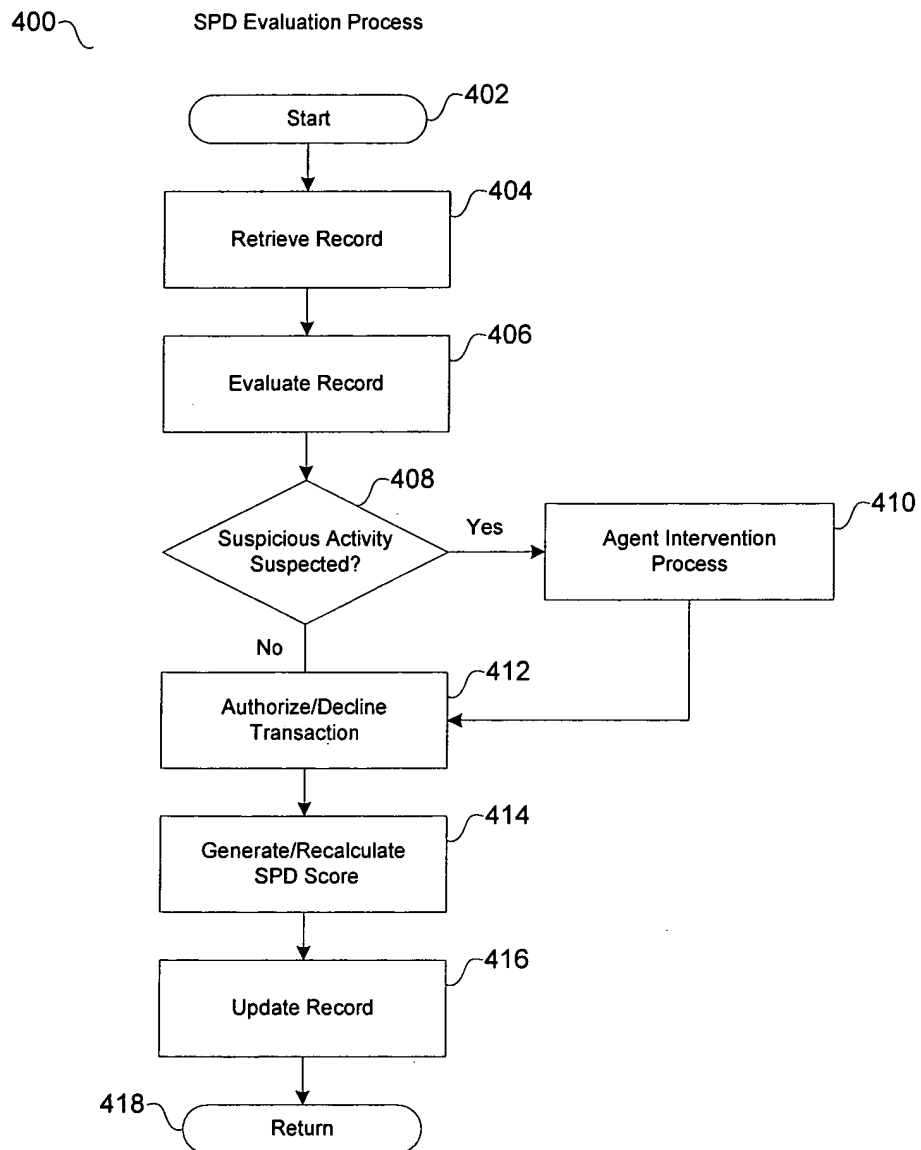 400
SPD Evaluation Process
402
Start
404
Retrieve Record
406
Evaluate Record
408
Suspicious Activity
Suspected?
Yes
410
Agent Intervention
Process
No
412
Authorize/Decline
Transaction
414
Generate/Recalculate
SPD Score
416
Update Record
418
Return